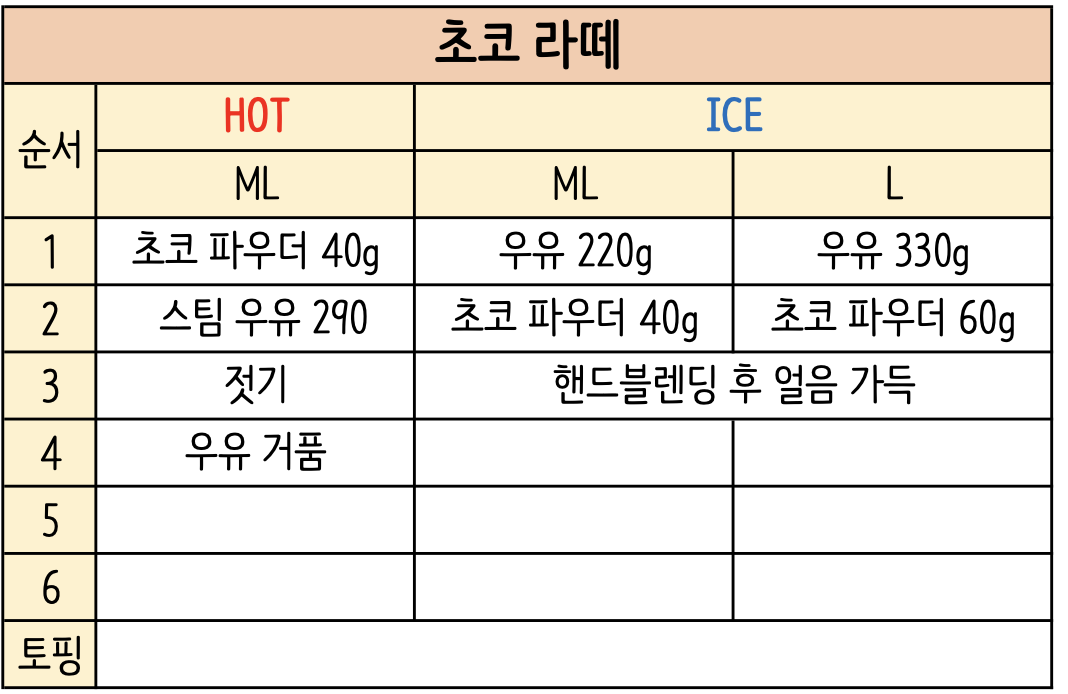 초코 라떼
순서 HOT ICE
ML ML L
1 초코 파우더 40g 우유 220g 우유 330g
2 스팀 우유 290 초코 파우더 40g 초코 파우더 60g
3 젓기 핸드블렌딩 후 얼음 가득
4 우유 거품
5
6
토핑